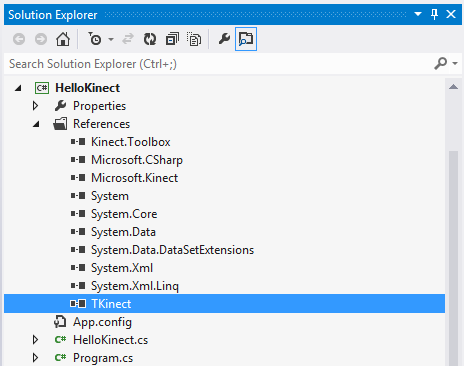 Solution Explorer
Search Solution Explorer (Ctrl+;)
C# HelloKinect
Properties
References
Kinect.Toolbox
Microsoft.CSharp
Microsoft.Kinect
System
System.Core
System.Data
System.Data.DataSetExtensions
System.Xml
System.Xml.Linq
TKinect
App.config
C# HelloKinect.cs
C# Program.cs